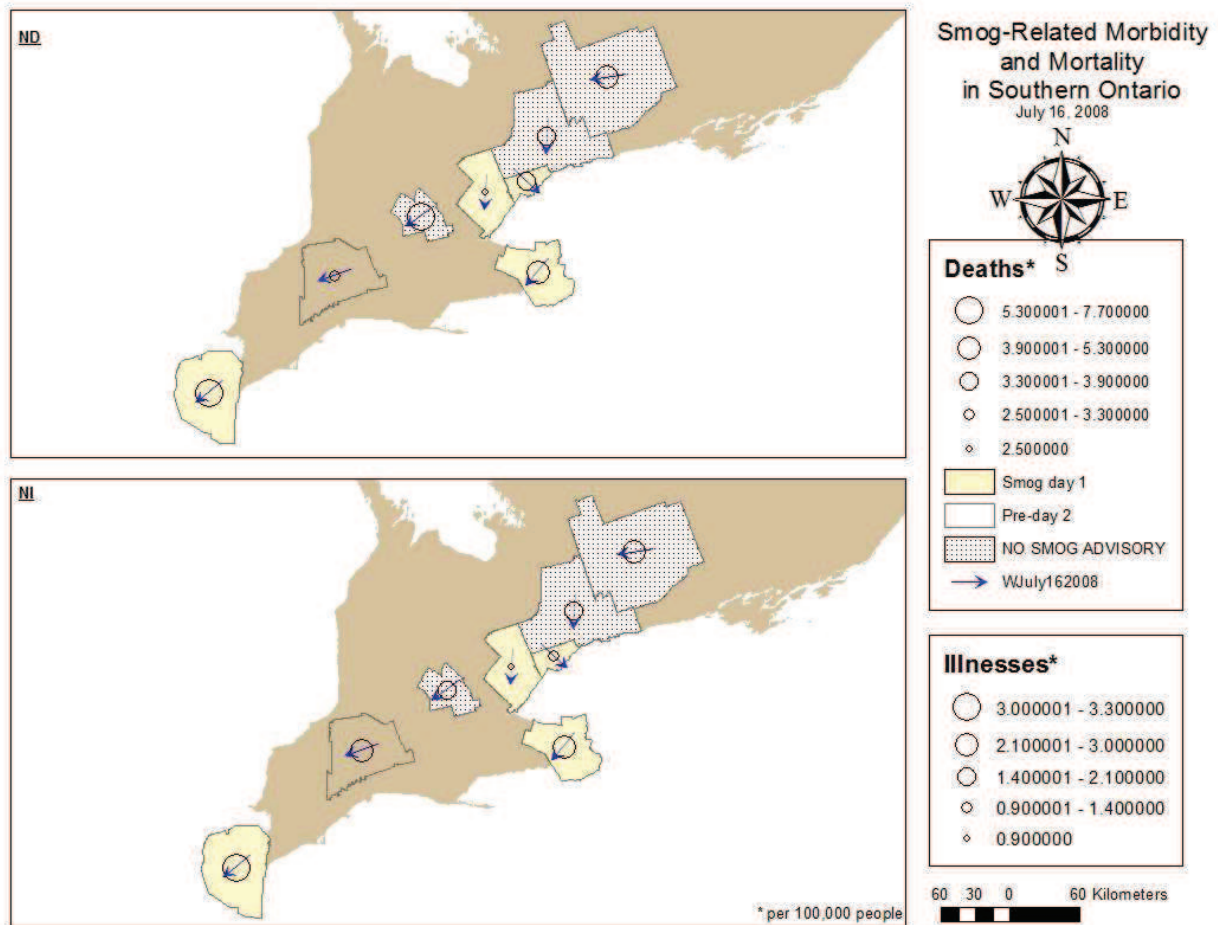 ND
Smog-Related Morbidity
and Mortality
in Southern Ontario
July 16, 2008
N
W E
S
Deaths*
5.300001 - 7.700000
3.900001 - 5.300000
3.300001 - 3.900000
2.500001 - 3.300000
2.500000
Smog day 1
Pre-day 2
NO SMOG ADVISORY
WJuly162008
NI
Illnesses*
3.000001 - 3.300000
2.100001 - 3.000000
1.400001 - 2.100000
0.900001 - 1.400000
0.900000
* per 100,000 people
60 30 0 60 Kilometers